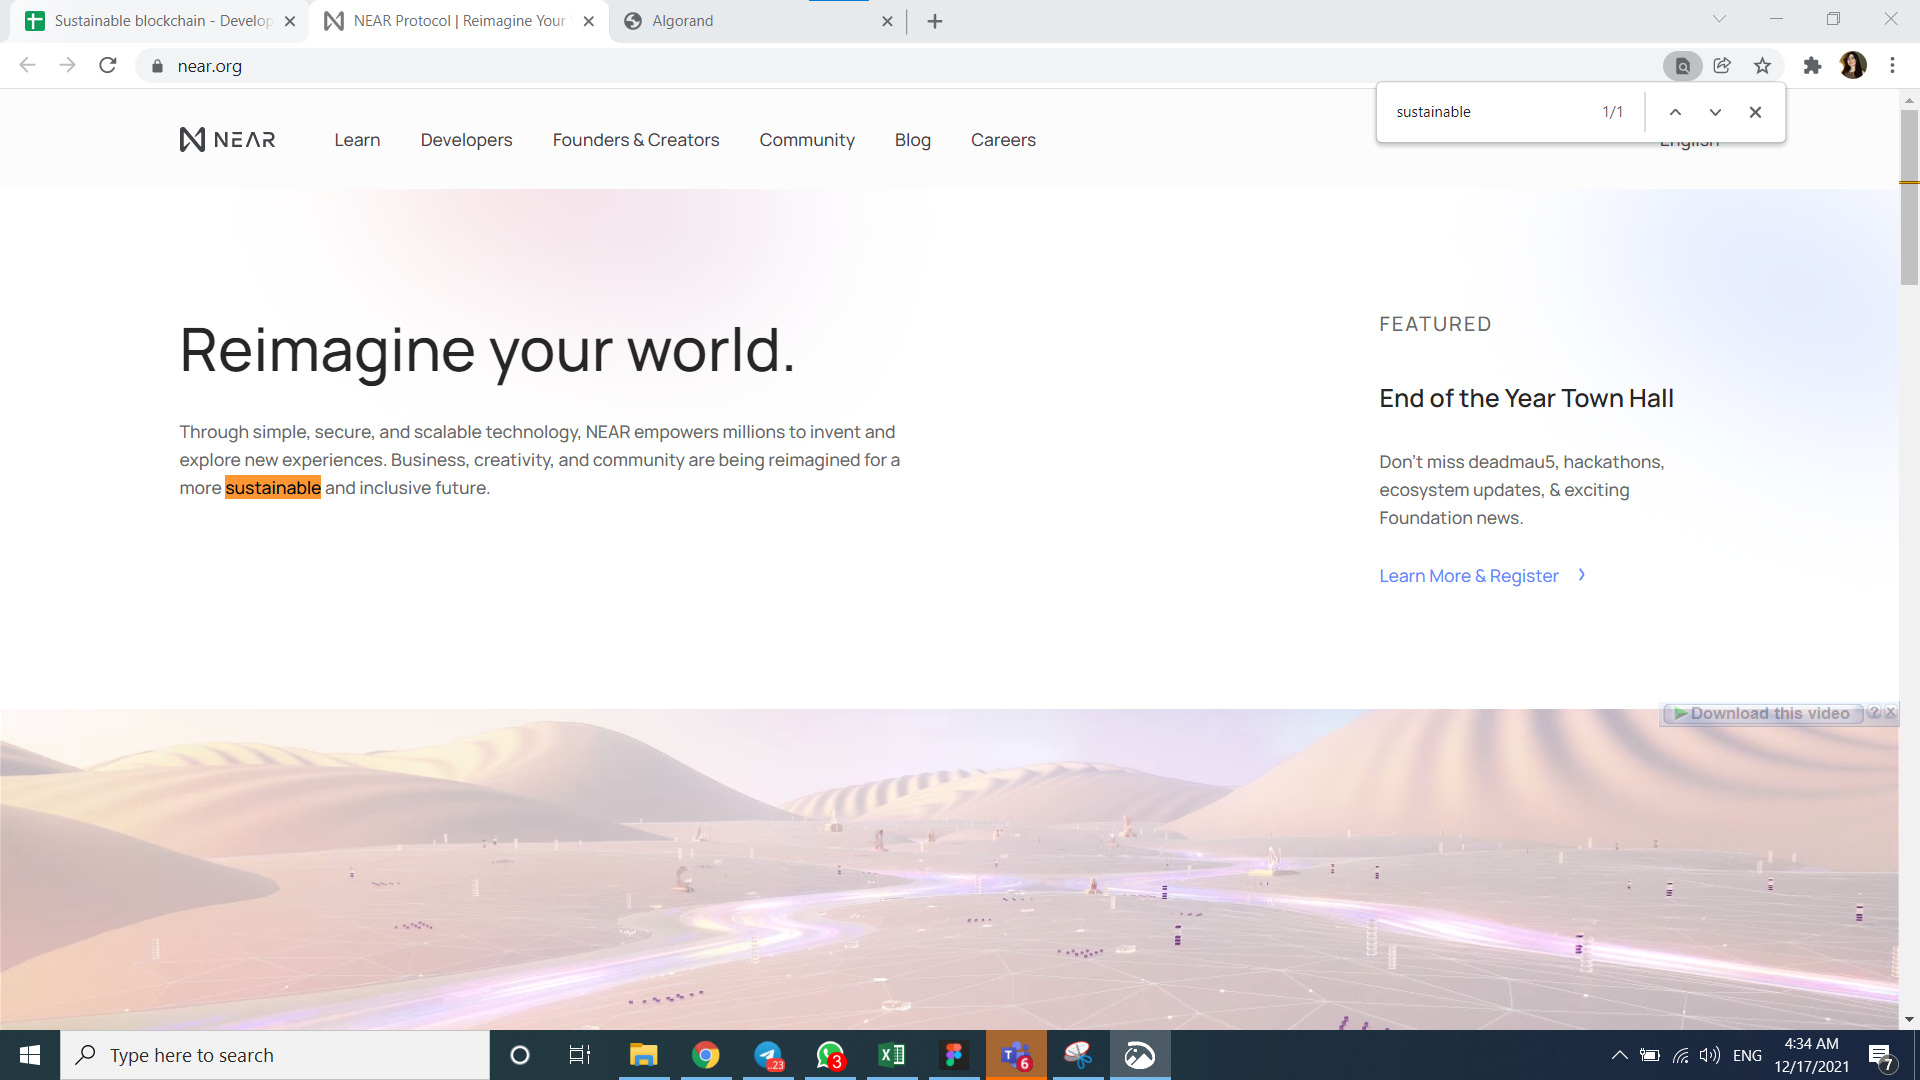 Sustainable blockchain - Develop
NEAR Protocol | Reimagine Your
Algorand
near.org
sustainable 1/1
NEAR
Learn
Developers
Founders & Creators
Community
Blog
Careers
English
Reimagine your world.
Through simple, secure, and scalable technology, NEAR empowers millions to invent and
explore new experiences. Business, creativity, and community are being reimagined for a
more sustainable and inclusive future.
FEATURED
End of the Year Town Hall
Don't miss deadmau5, hackathons,
ecosystem updates, & exciting
Foundation news.
Learn More & Register
Download this video
Type here to search
..23
3
6
ENG
4:34 AM
12/17/2021
7